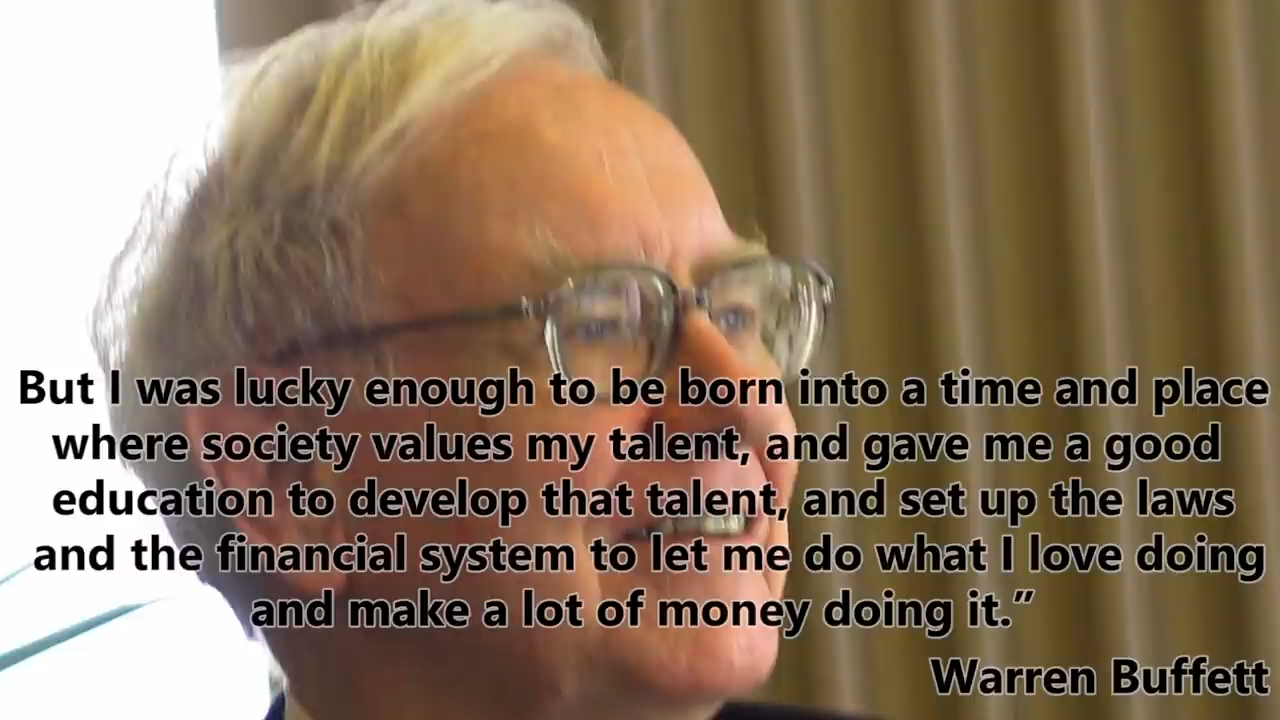 But I was lucky enough to be born into a time and place
where society values my talent, and gave me a good
education to develop that talent, and set up the laws
and the financial system to let me do what I love doing
and make a lot of money doing it.”
Warren Buffett